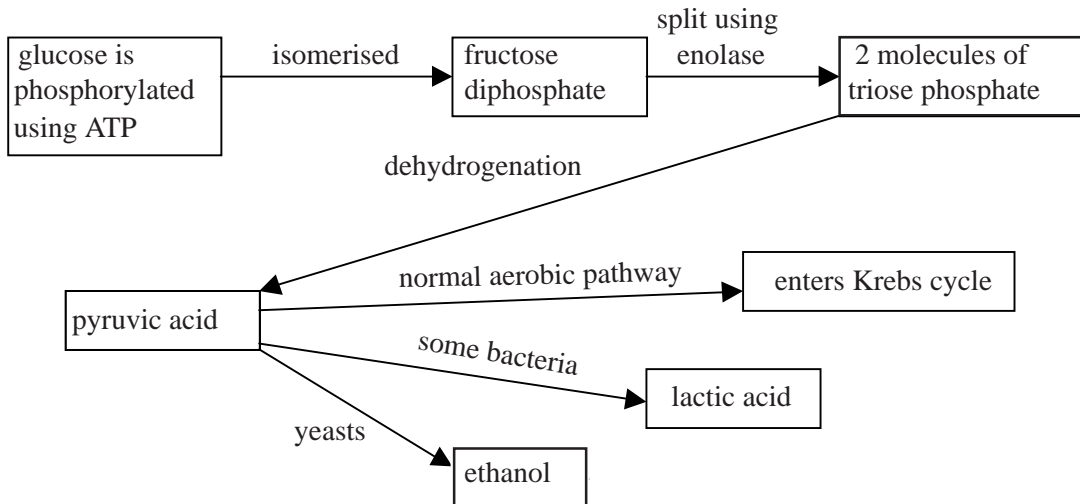 glucose is
phosphorylated
using ATP
isomerised
fructose
diphosphate
split using
enolase
2 molecules of
triose phosphate
dehydrogenation
pyruvic acid
normal aerobic pathway
enters Krebs cycle
some bacteria
lactic acid
yeasts
ethanol